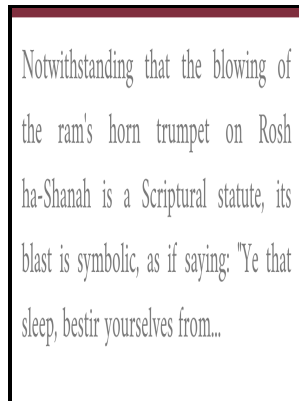 Notwithstanding that the blowing of
the ram's horn trumpet on Rosh
ha-Shanah is a Scriptural statute, its
blast is symbolic, as if saying: "Ye that
sleep, bestir yourselves from...